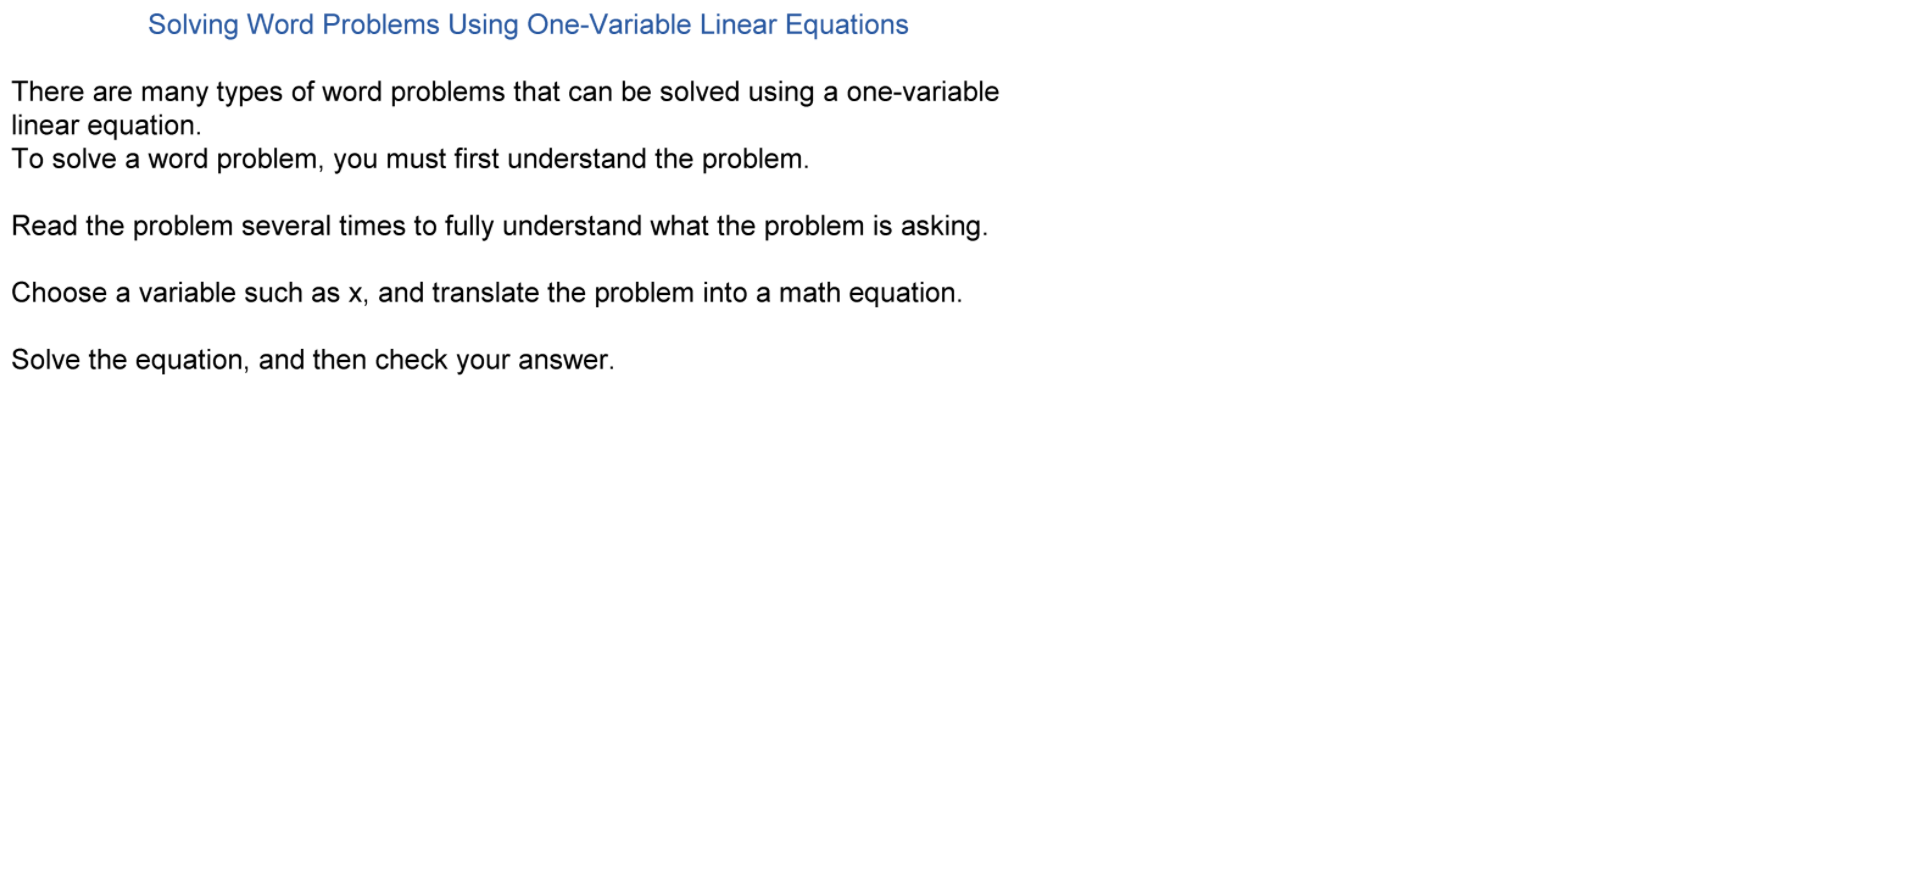 Solving Word Problems Using One-Variable Linear Equations
There are many types of word problems that can be solved using a one-variable
linear equation.
To solve a word problem, you must first understand the problem.
Read the problem several times to fully understand what the problem is asking.
Choose a variable such as x, and translate the problem into a math equation.
Solve the equation, and then check your answer.